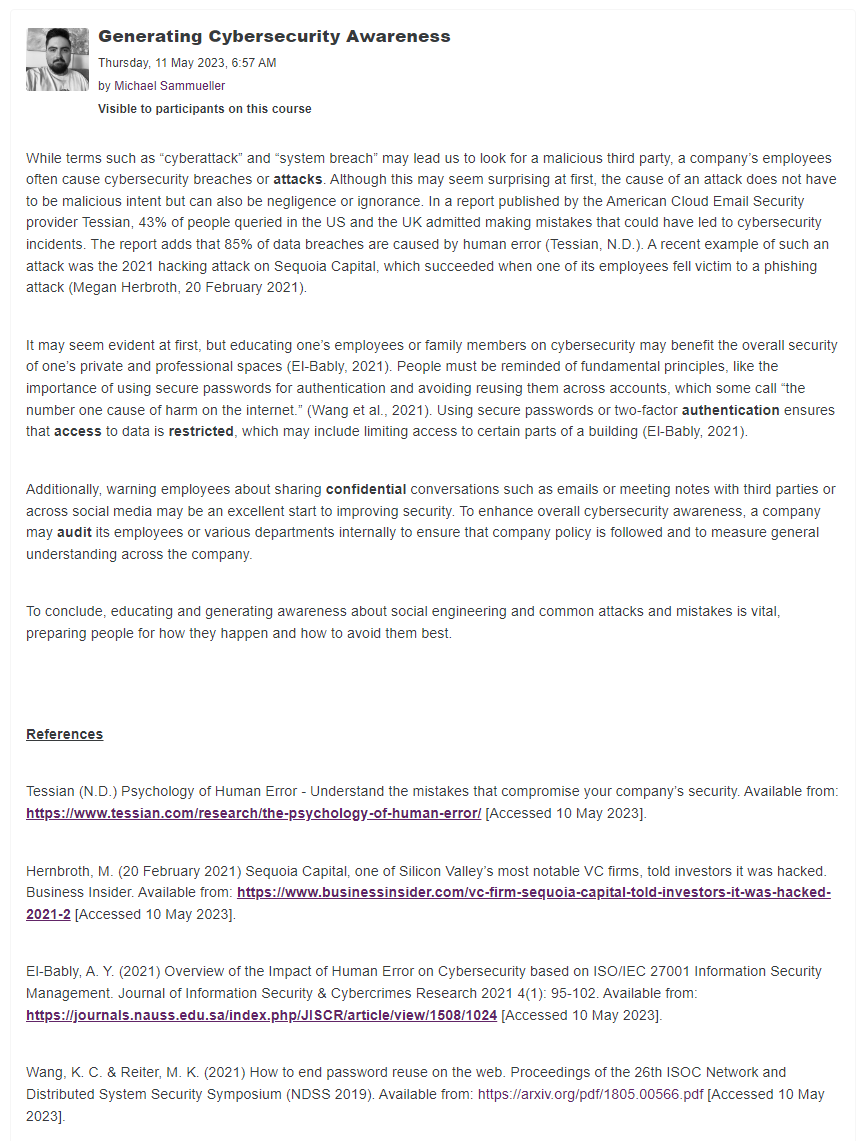 Generating Cybersecurity Awareness
Thursday, 11 May 2023, 6:57 AM
by Michael Sammueller
Visible to participants on this course
While terms such as “cyberattack” and “system breach” may lead us to look for a malicious third party, a company’s employees
often cause cybersecurity breaches or attacks. Although this may seem surprising at first, the cause of an attack does not have
to be malicious intent but can also be negligence or ignorance. In a report published by the American Cloud Email Security
provider Tessian, 43% of people queried in the US and the UK admitted making mistakes that could have led to cybersecurity
incidents. The report adds that 85% of data breaches are caused by human error (Tessian, N.D.). A recent example of such an
attack was the 2021 hacking attack on Sequoia Capital, which succeeded when one of its employees fell victim to a phishing
attack (Megan Herbroth, 20 February 2021).
It may seem evident at first, but educating one’s employees or family members on cybersecurity may benefit the overall security
of one’s private and professional spaces (El-Bably, 2021). People must be reminded of fundamental principles, like the
importance of using secure passwords for authentication and avoiding reusing them across accounts, which some call “the
number one cause of harm on the internet.” (Wang et al., 2021). Using secure passwords or two-factor authentication ensures
that access to data is restricted, which may include limiting access to certain parts of a building (El-Bably, 2021).
Additionally, warning employees about sharing confidential conversations such as emails or meeting notes with third parties or
across social media may be an excellent start to improving security. To enhance overall cybersecurity awareness, a company
may audit its employees or various departments internally to ensure that company policy is followed and to measure general
understanding across the company.
To conclude, educating and generating awareness about social engineering and common attacks and mistakes is vital,
preparing people for how they happen and how to avoid them best.
References
Tessian (N.D.) Psychology of Human Error - Understand the mistakes that compromise your company’s security. Available from:
https://www.tessian.com/research/the-psychology-of-human-error/ [Accessed 10 May 2023].
Hernbroth, M. (20 February 2021) Sequoia Capital, one of Silicon Valley’s most notable VC firms, told investors it was hacked.
Business Insider. Available from: https://www.businessinsider.com/vc-firm-sequoia-capital-told-investors-it-was-hacked-
2021-2 [Accessed 10 May 2023].
El-Bably, A. Y. (2021) Overview of the Impact of Human Error on Cybersecurity based on ISO/IEC 27001 Information Security
Management. Journal of Information Security & Cybercrimes Research 2021 4(1): 95-102. Available from:
https://journals.nauss.edu.sa/index.php/JISCR/article/view/1508/1024 [Accessed 10 May 2023].
Wang, K. C. & Reiter, M. K. (2021) How to end password reuse on the web. Proceedings of the 26th ISOC Network and
Distributed System Security Symposium (NDSS 2019). Available from: https://arxiv.org/pdf/1805.00566.pdf [Accessed 10 May
2023].